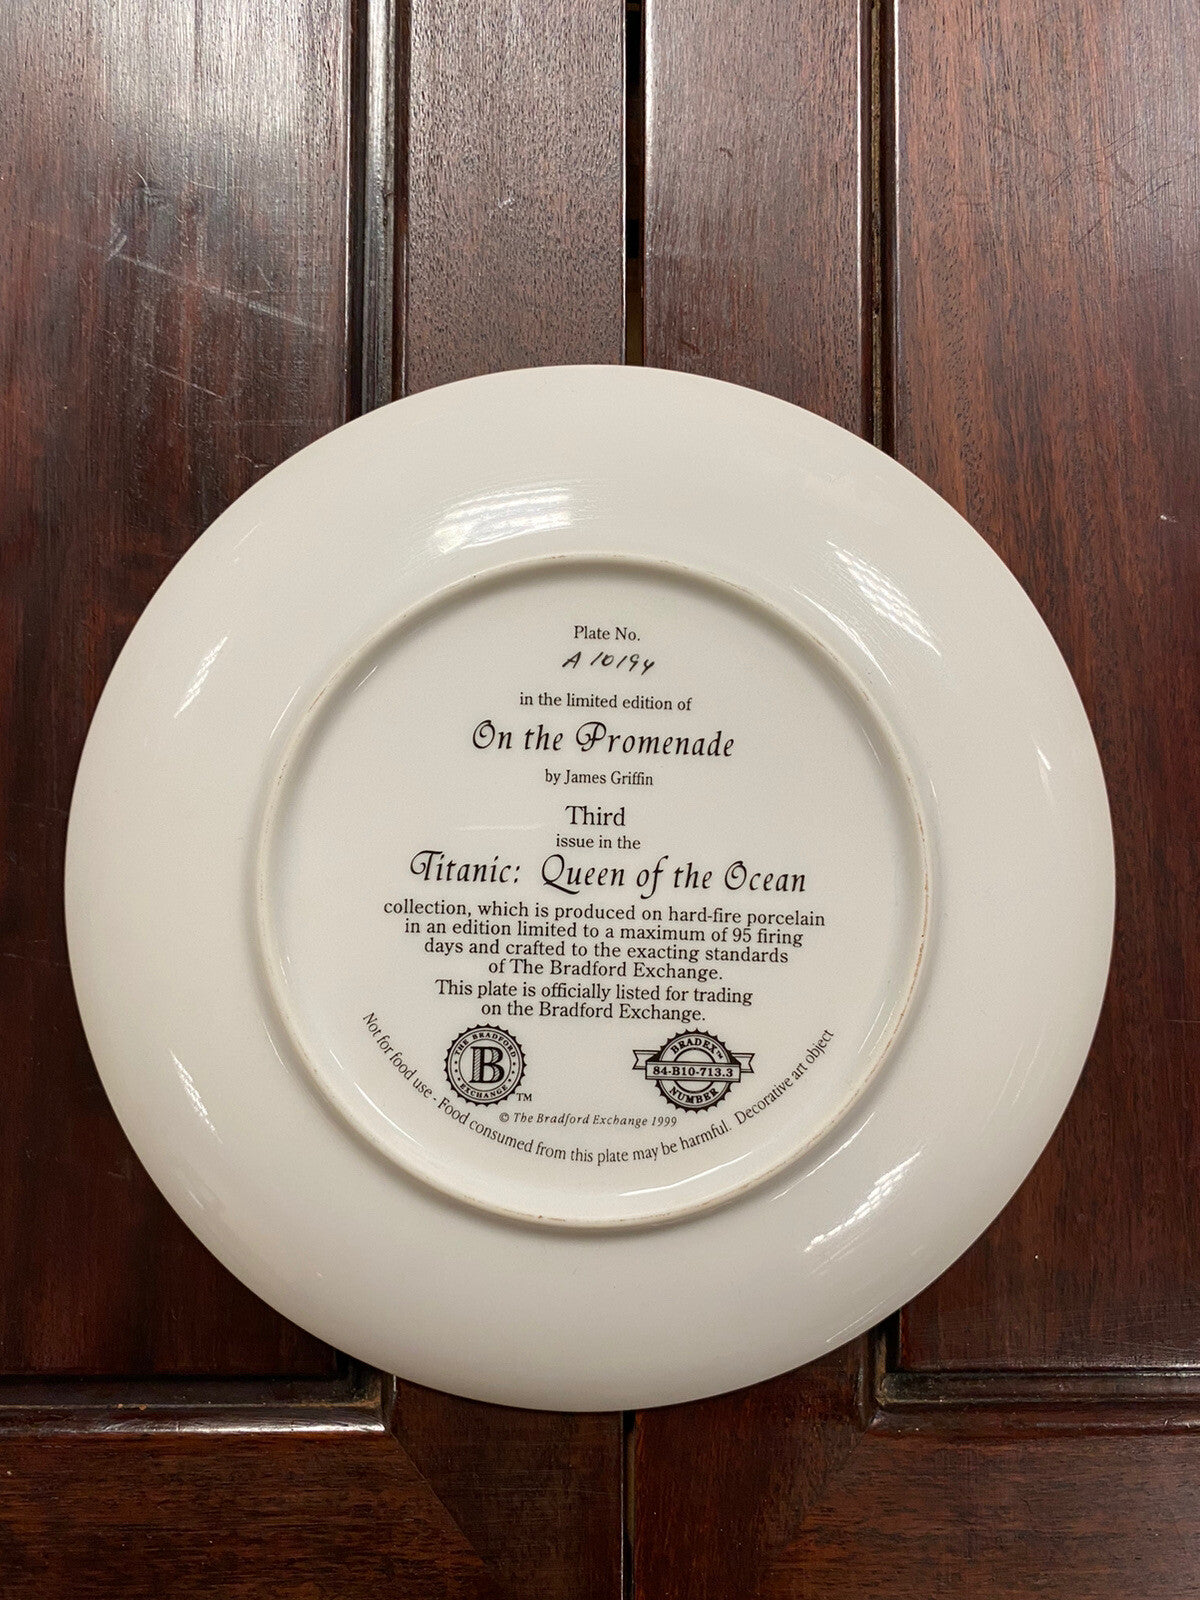 Plate No.
A 10194
in the limited edition of
On the Promenade
by James Griffin
Third
issue in the
Titanic: Queen of the Ocean
collection, which is produced on hard-fire porcelain
in an edition limited to a maximum of 95 firing
days and crafted to the exacting standards
of The Bradford Exchange.
This plate is officially listed for trading
on the Bradford Exchange.
THE BRADFORD
B
EXCHANGE
TM
BRADEX™
84-B10-713.3
NUMBER
© The Bradford Exchange 1999
Not for food use - Food consumed from this plate may be harmful. Decorative art object